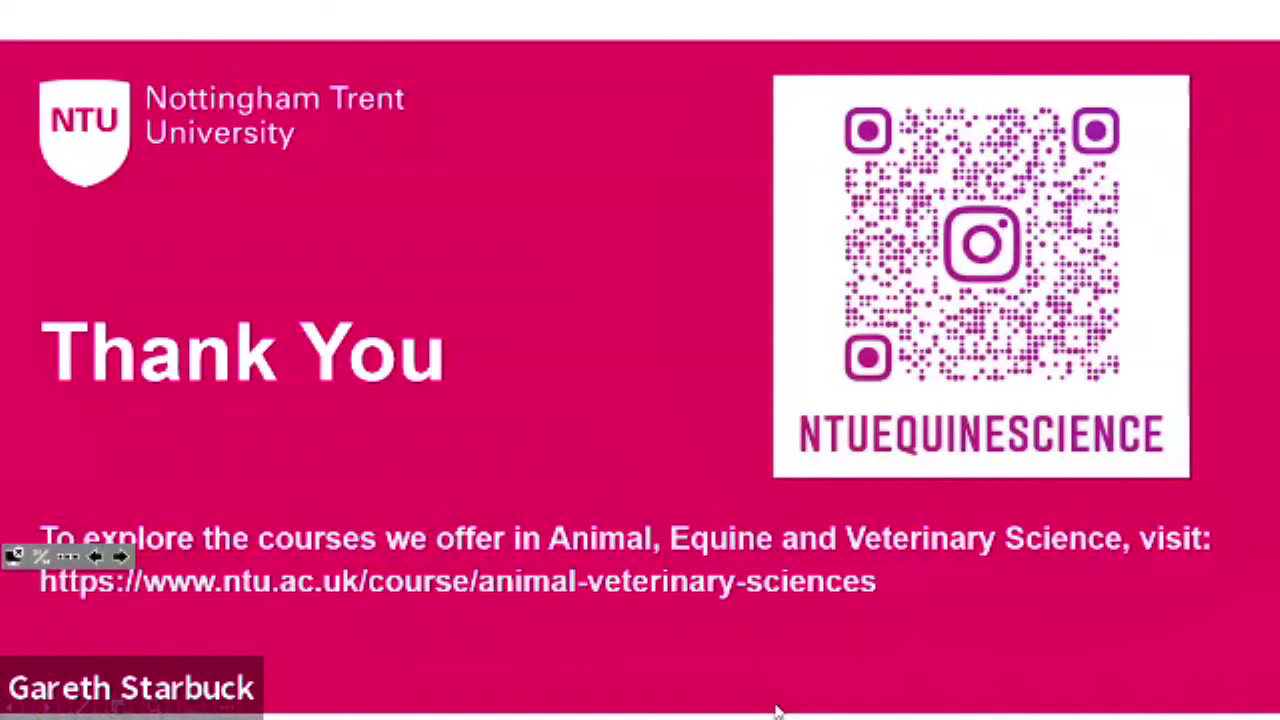 NTU
Nottingham Trent
University
Thank You
NTUEQUINESCIENCE
To explore the courses we offer in Animal, Equine and Veterinary Science, visit:
https://www.ntu.ac.uk/course/animal-veterinary-sciences
Gareth Starbuck